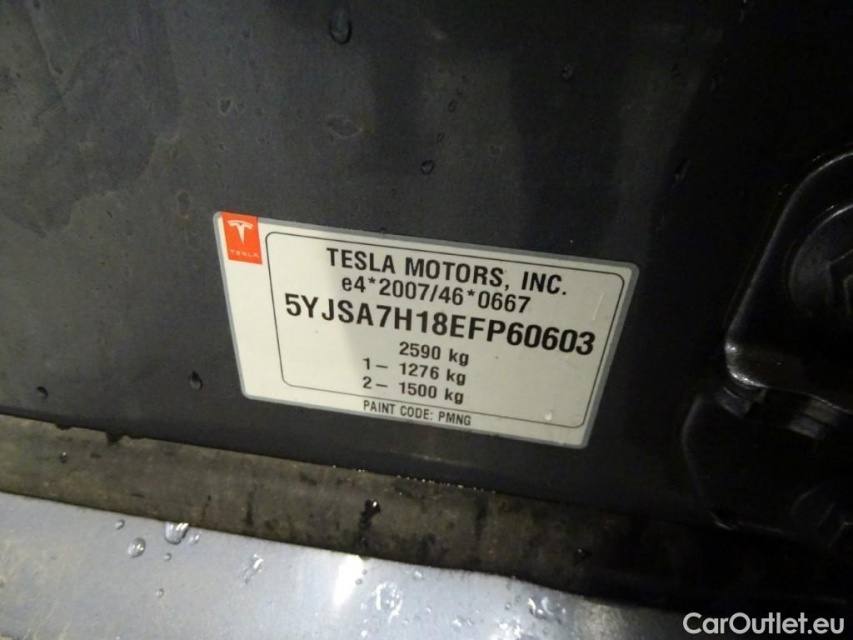 TESLA
TESLA MOTORS, INC.
e4*2007/46*0667
5YJSA7H18EFP60603
2590 kg
1– 1276 kg
2– 1500 kg
PAINT CODE: PMNG
CarOutlet.eu